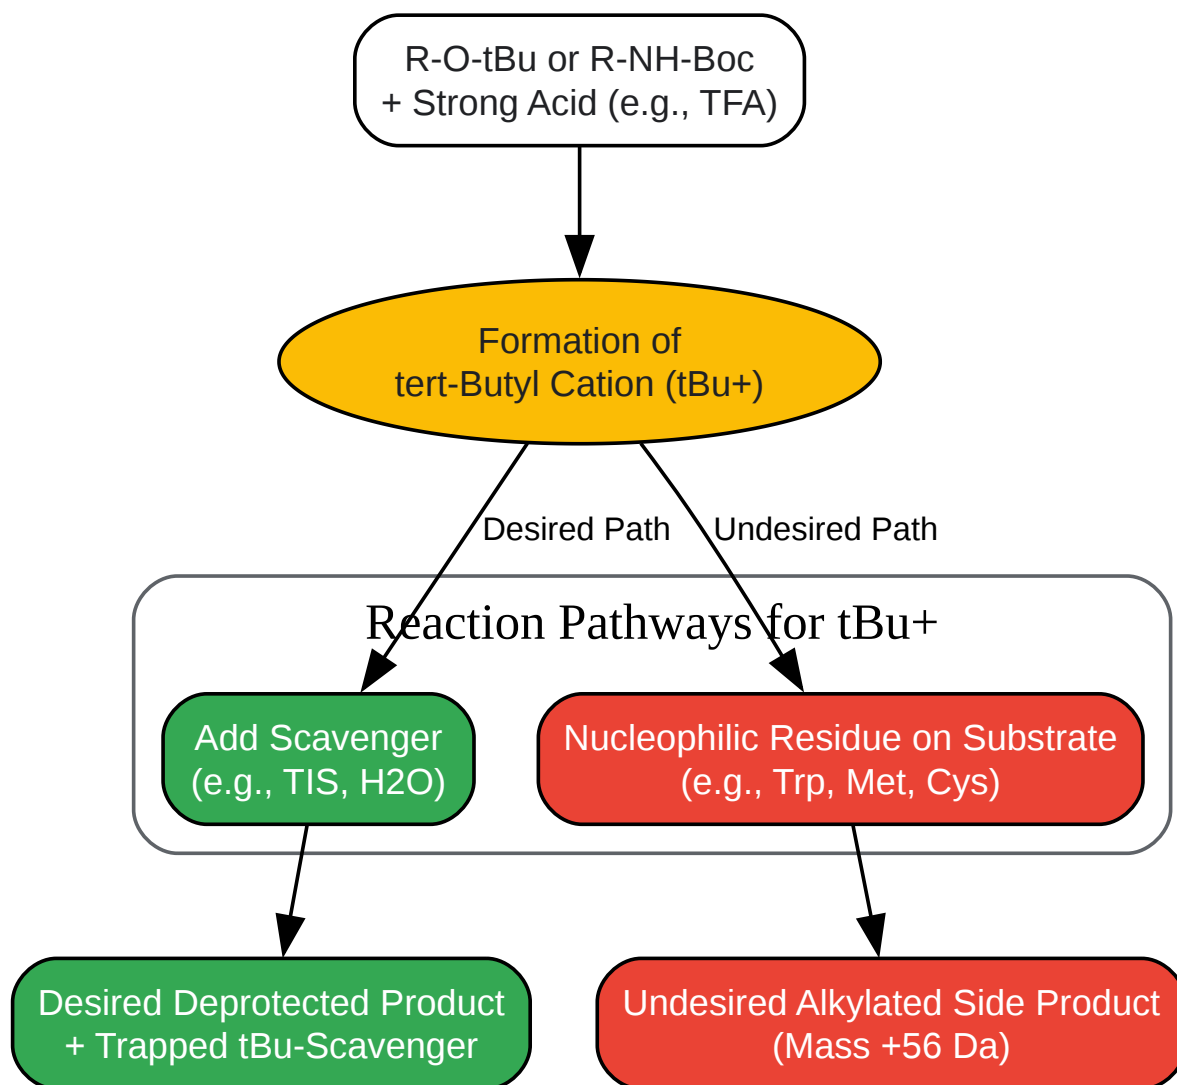 R-O-tBu or R-NH-Boc
+ Strong Acid (e.g., TFA)
Formation of
tert-Butyl Cation (tBu+)
Desired Path
Undesired Path
Reaction Pathways for tBu+
Add Scavenger
(e.g., TIS, H2O)
Nucleophilic Residue on Substrate
(e.g., Trp, Met, Cys)
Desired Deprotected Product
+ Trapped tBu-Scavenger
Undesired Alkylated Side Product
(Mass +56 Da)